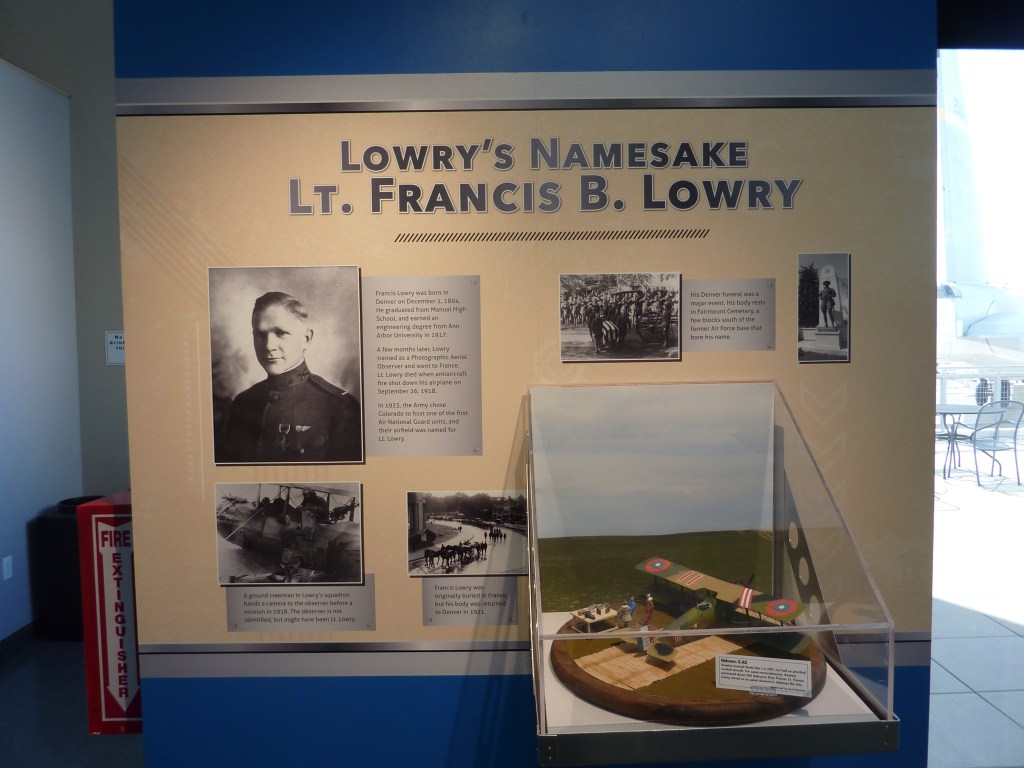 LOWRY'S NAMESAKE
LT. FRANCIS B. LOWRY
Francis Lowry was born in
Denver on December 1, 1894.
He graduated from Manual High
School, and earned an
engineering degree from Ann
Arbor University in 1917.
A few months later, Lowry
trained as a Photographic Aerial
Observer and went to France.
Lt. Lowry died when antiaircraft
fire shot down his airplane on
September 26, 1918.
In 1923, the Army chose
Colorado to host one of the first
Air National Guard units, and
their airfield was named for
Lt. Lowry.
His Denver funeral was a
major event. His body rests
in Fairmount Cemetery, a
few blocks south of the
former Air Force base that
bore his name.
A ground crewman in Lowry's squadron
hands a camera to the observer before a
mission in 1918. The observer is not
identified, but might have been Lt. Lowry.
Francis Lowry was
originally buried in France,
but his body was returned
to Denver in 1921.
Salmson 2 A2
FIRE
EXTINGUISHER